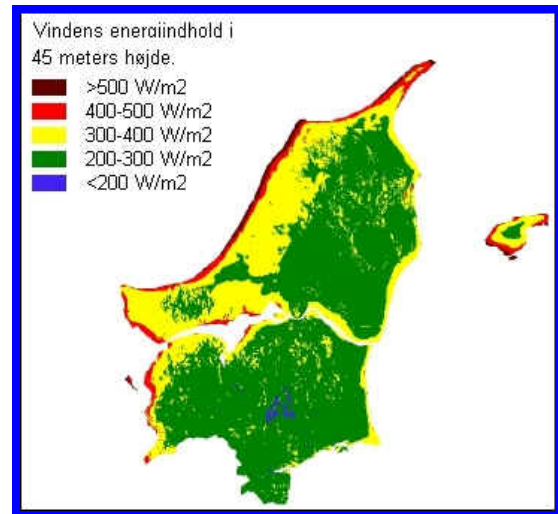 Vindens energiindhold i
45 meters højde.
>500 W/m2
400-500 W/m2
300-400 W/m2
200-300 W/m2
<200 W/m2